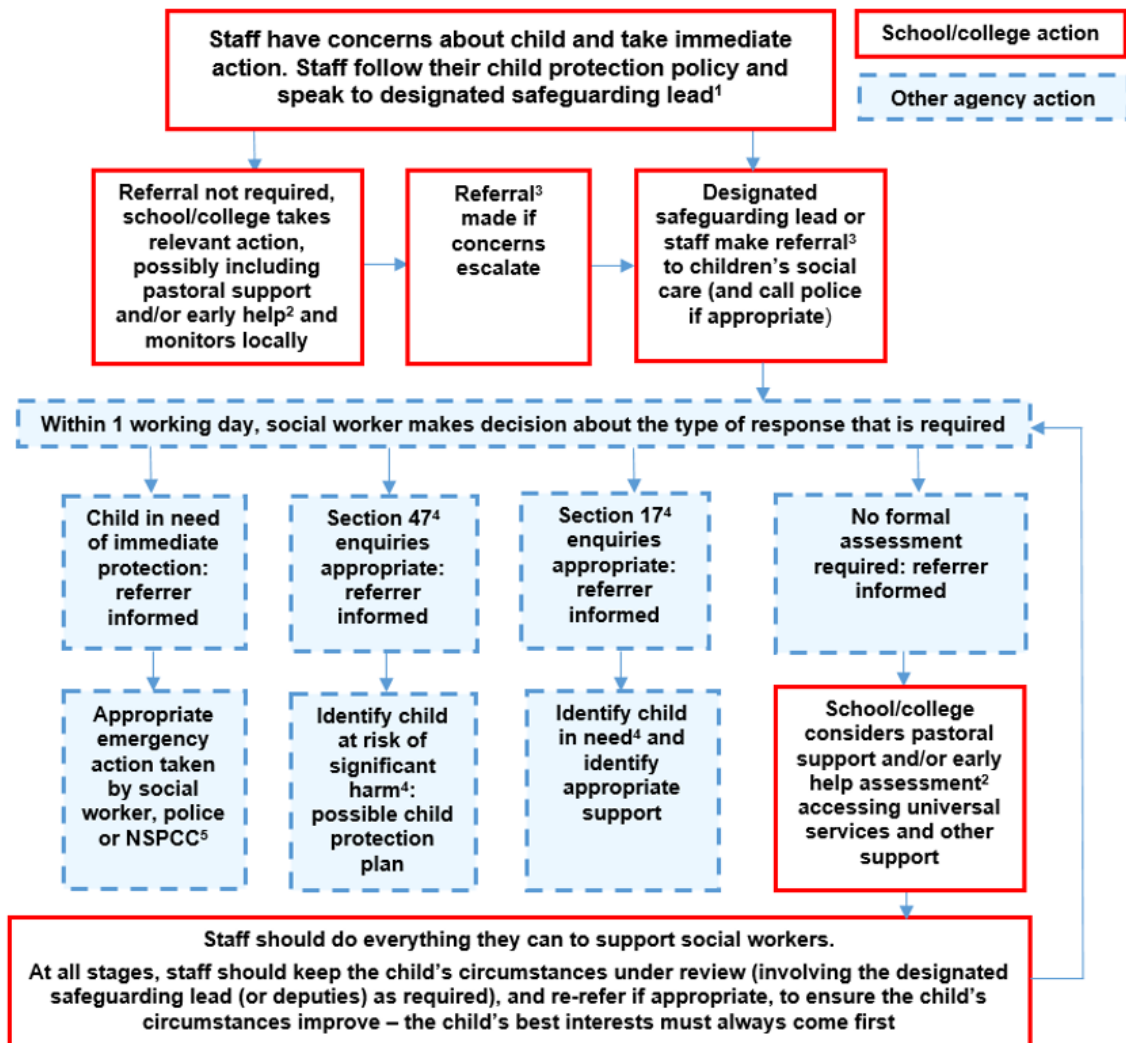 Staff have concerns about child and take immediate
action. Staff follow their child protection policy and
speak to designated safeguarding lead¹
School/college action
Other agency action
Referral not required,
school/college takes
relevant action,
possibly including
pastoral support
and/or early help² and
monitors locally
Referral³
made if
concerns
escalate
Designated
safeguarding lead or
staff make referral³
to children’s social
care (and call police
if appropriate)
Within 1 working day, social worker makes decision about the type of response that is required
Child in need
of immediate
protection:
referrer
informed
Section 47⁴
enquiries
appropriate:
referrer
informed
Section 17⁴
enquiries
appropriate:
referrer
informed
No formal
assessment
required: referrer
informed
Appropriate
emergency
action taken
by social
worker, police
or NSPCC⁵
Identify child
at risk of
significant
harm⁴:
possible child
protection
plan
Identify child
in need⁴ and
identify
appropriate
support
School/college
considers pastoral
support and/or early
help assessment²
accessing universal
services and other
support
Staff should do everything they can to support social workers.
At all stages, staff should keep the child’s circumstances under review (involving the designated
safeguarding lead (or deputies) as required), and re-refer if appropriate, to ensure the child’s
circumstances improve – the child’s best interests must always come first